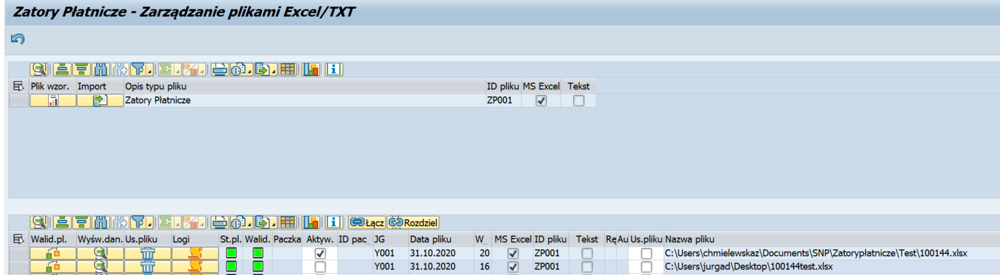 Zatory Płatnicze - Zarządzanie plikami Excel/TXT
Plik wzor. Import Opis typu pliku ID pliku MS Excel Tekst
Zatory Płatnicze ZP001
Łącz Rozdziel
Walid.pl. Wyśw.dan. Us.pliku Logi St.pl. Walid. Paczka Aktyw. ID pac JG Data pliku W MS Excel ID pliku Tekst Rę Au Us.pliku Nazwa pliku
Y001 31.10.2020 20 ZP001 C:\Users\chmielewskaz\Documents\SNP\Zatorypłatnicze\Test\100144.xlsx
Y001 31.10.2020 16 ZP001 C:\Users\jurgad\Desktop\100144test.xlsx